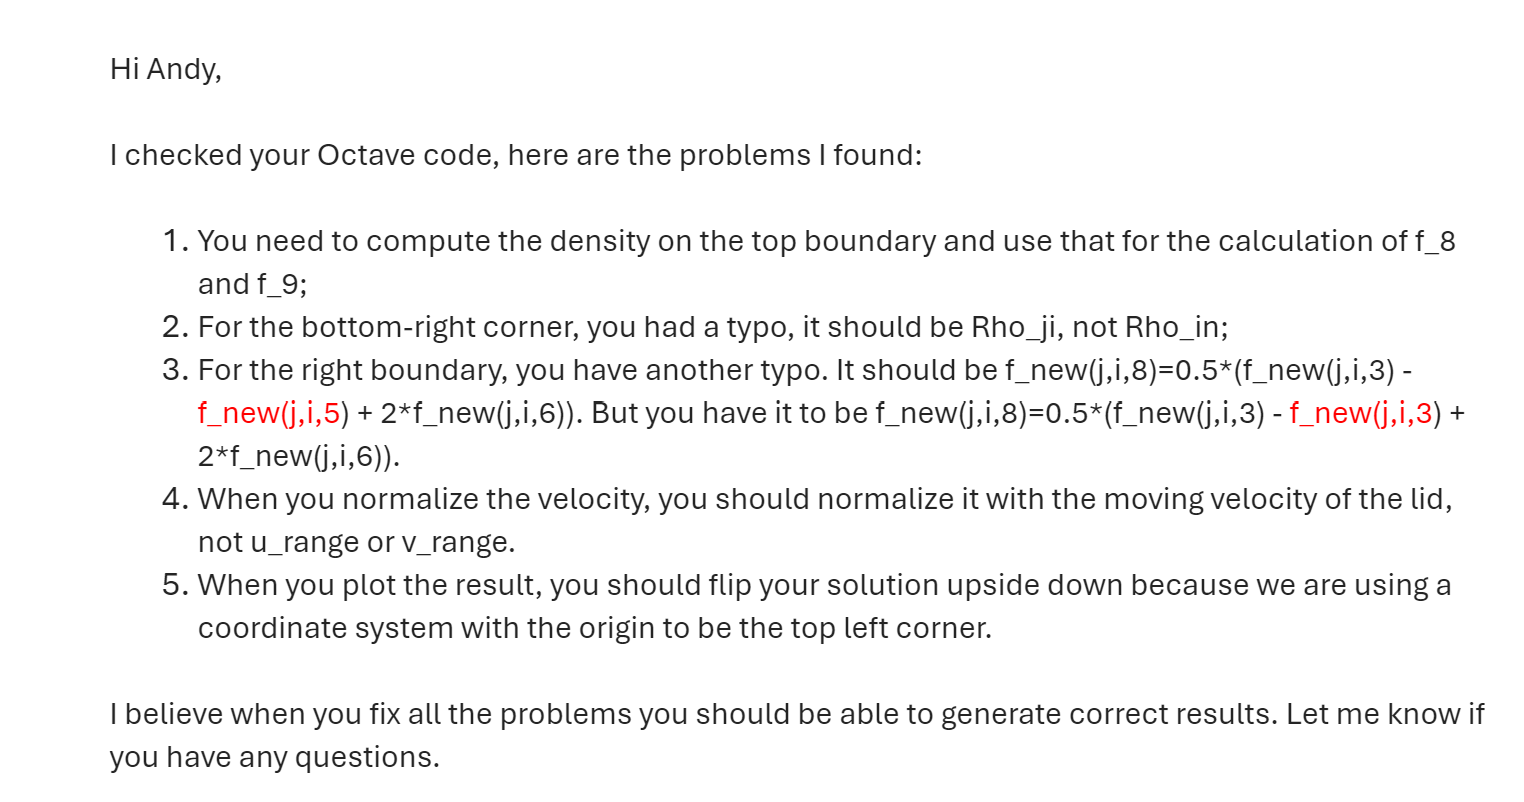 Hi Andy,
I checked your Octave code, here are the problems I found:
1. You need to compute the density on the top boundary and use that for the calculation of f_8
and f_9;
2. For the bottom-right corner, you had a typo, it should be Rho_ji, not Rho_in;
3. For the right boundary, you have another typo. It should be f_new(j,i,8)=0.5*(f_new(j,i,3) -
f_new(j,i,5) + 2*f_new(j,i,6)). But you have it to be f_new(j,i,8)=0.5*(f_new(j,i,3) - f_new(j,i,3) +
2*f_new(j,i,6)).
4. When you normalize the velocity, you should normalize it with the moving velocity of the lid,
not u_range or v_range.
5. When you plot the result, you should flip your solution upside down because we are using a
coordinate system with the origin to be the top left corner.
I believe when you fix all the problems you should be able to generate correct results. Let me know if
you have any questions.